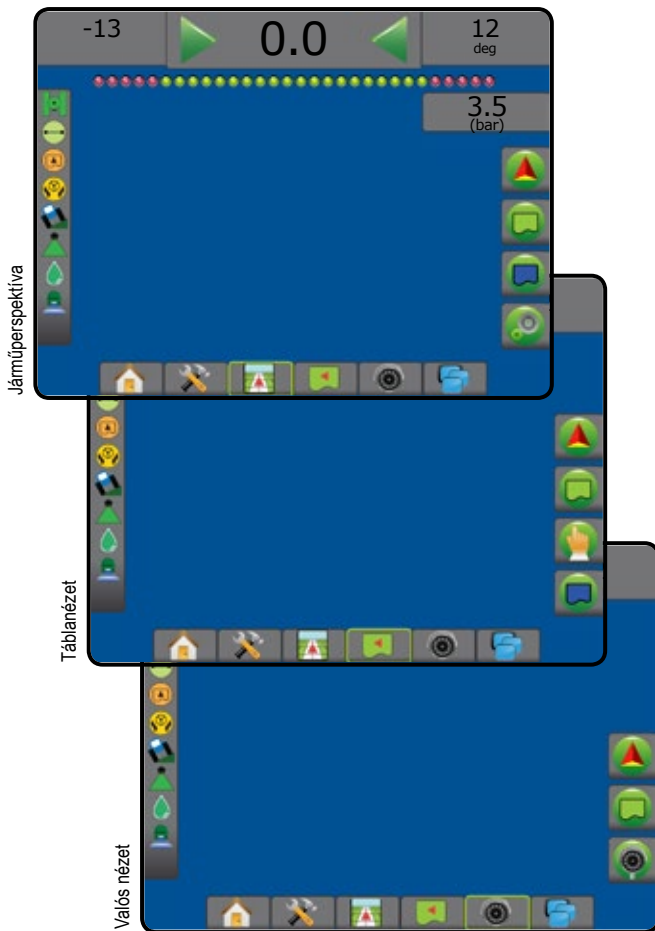 -13
0.0
12
deg
3.5
(bar)
Járműperspektíva
Táblanézet
Valós nézet